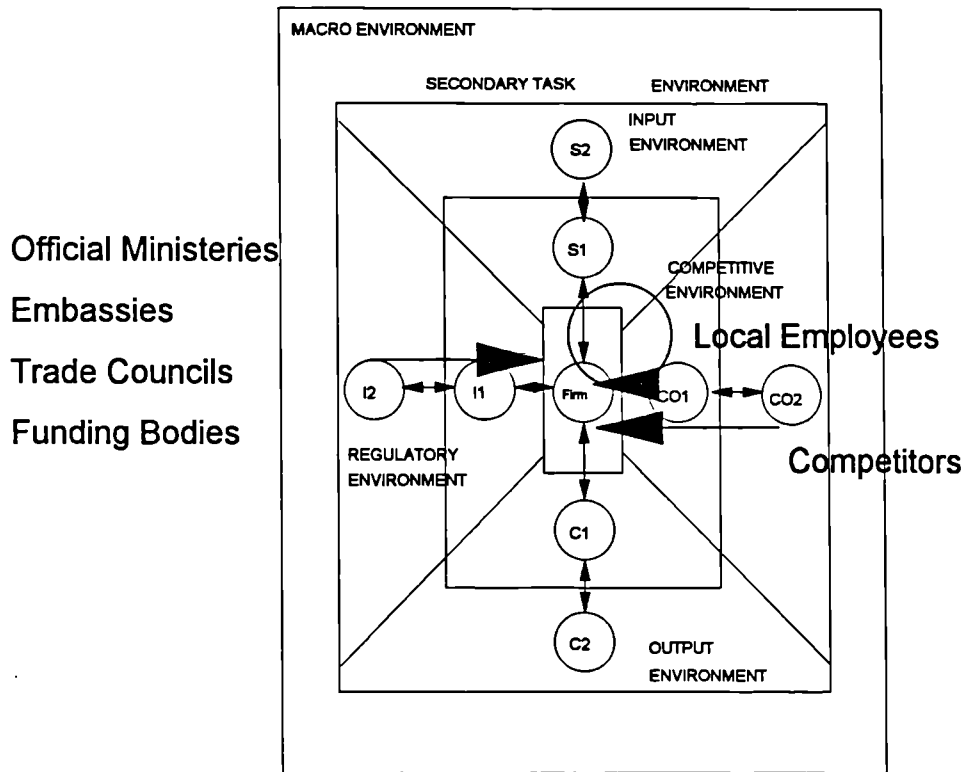 MACRO ENVIRONMENT
SECONDARY TASK ENVIRONMENT
INPUT
ENVIRONMENT
S2
S1
Official Ministeries
Embassies
Trade Councils
Funding Bodies
COMPETITIVE
ENVIRONMENT
Local Employees
I2
I1
Firm
CO1
CO2
REGULATORY
ENVIRONMENT
Competitors
C1
C2
OUTPUT
ENVIRONMENT